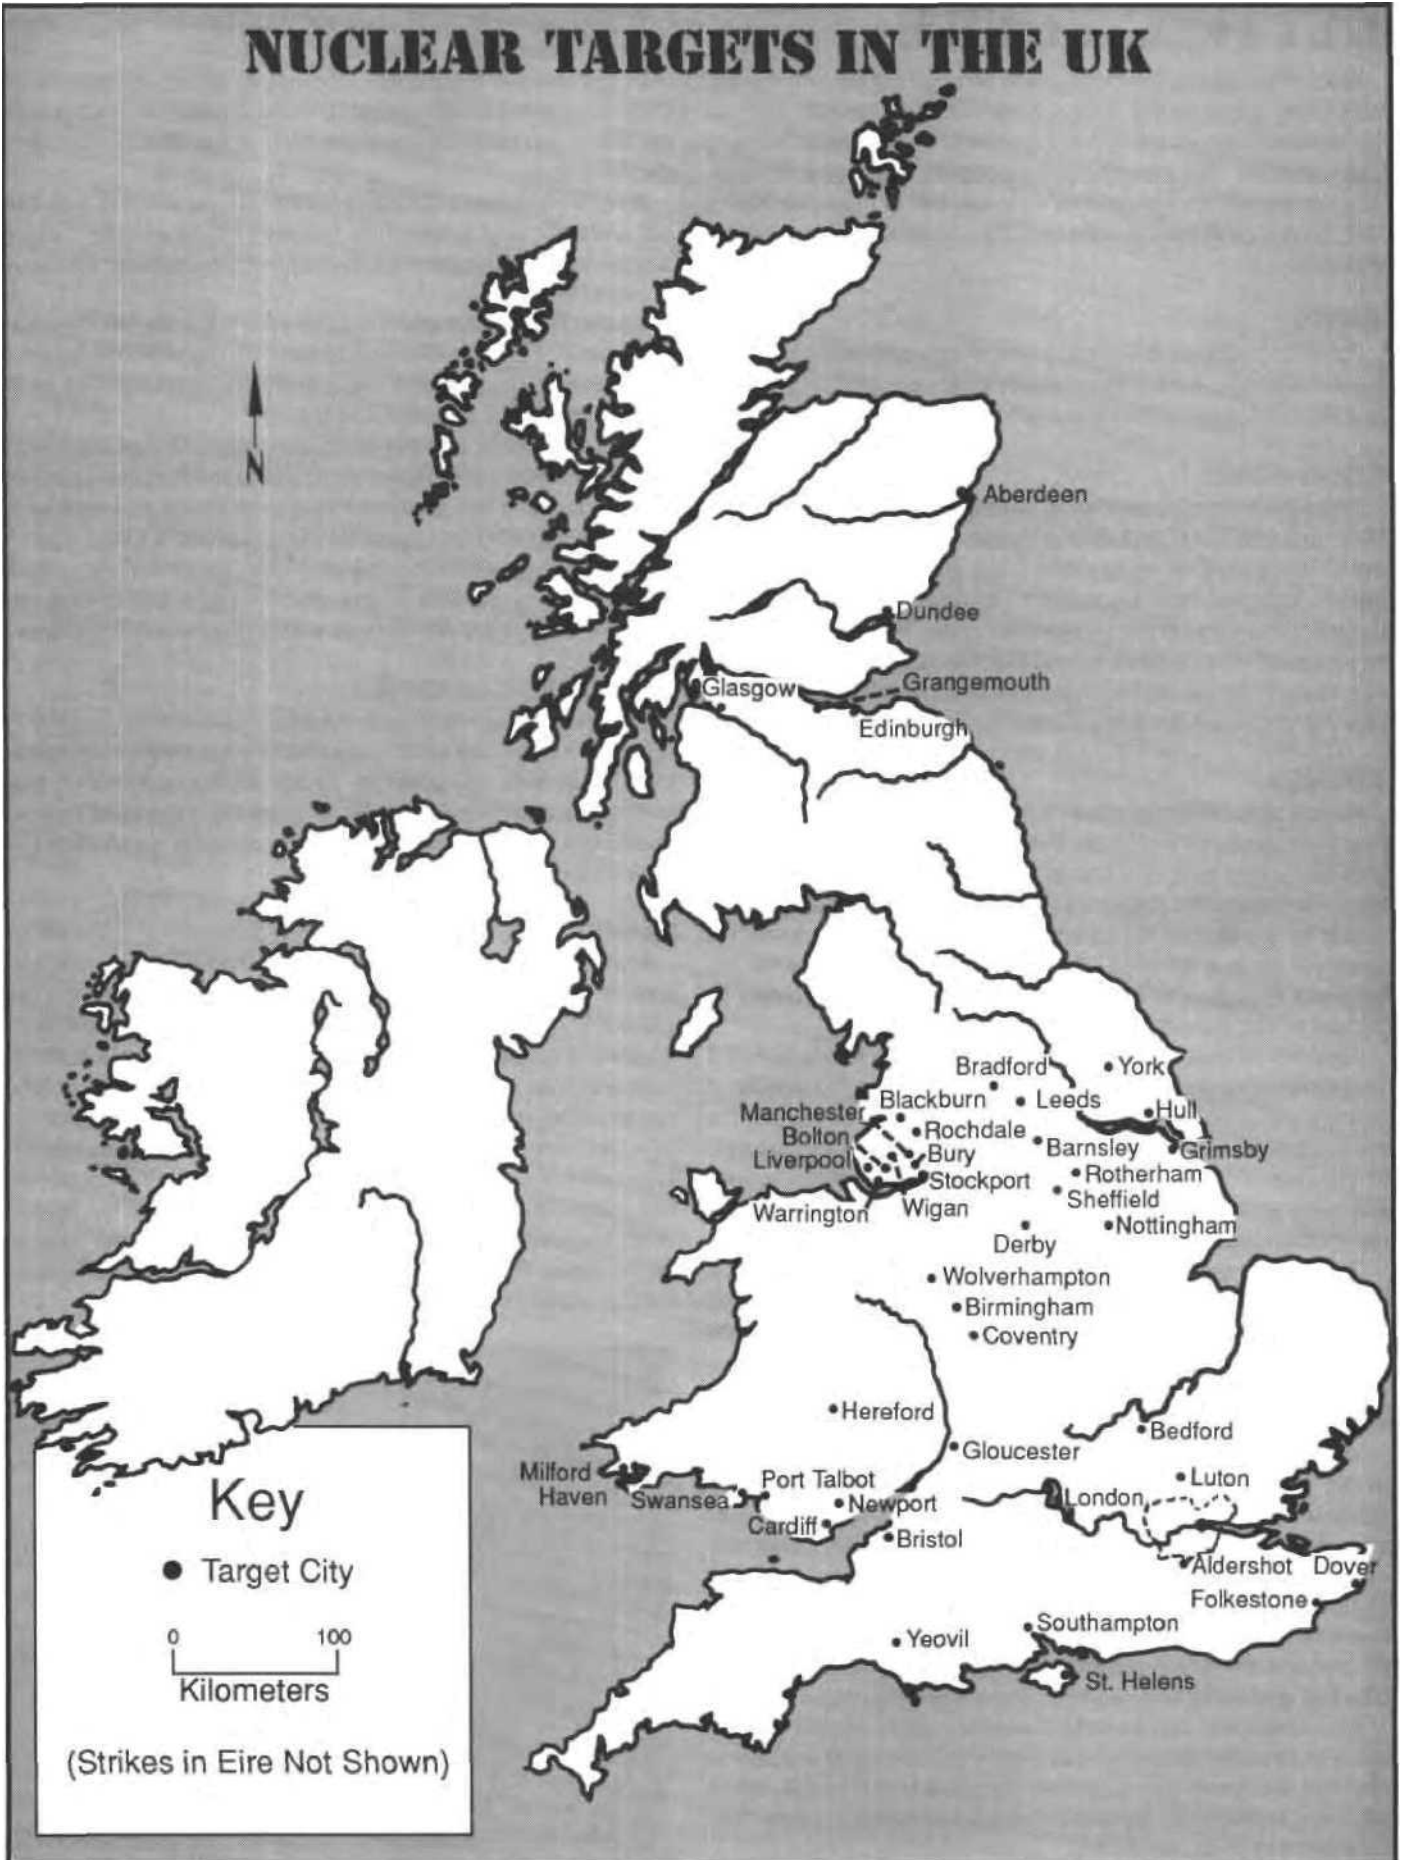 NUCLEAR TARGETS IN THE UK
N
Aberdeen
Dundee
Glasgow
Grangemouth
Edinburgh
Bradford
York
Blackburn
Leeds
Manchester
Hull
Bolton
Rochdale
Barnsley
Grimsby
Liverpool
Bury
Rotherham
Stockport
Sheffield
Warrington
Wigan
Nottingham
Derby
Wolverhampton
Birmingham
Coventry
Hereford
Bedford
Gloucester
Milford
Haven
Port Talbot
Luton
Swansea
Newport
London
Cardiff
Bristol
Aldershot
Dover
Folkestone
Southampton
Yeovil
St. Helens
Key
Target City
0 100
Kilometers
(Strikes in Eire Not Shown)